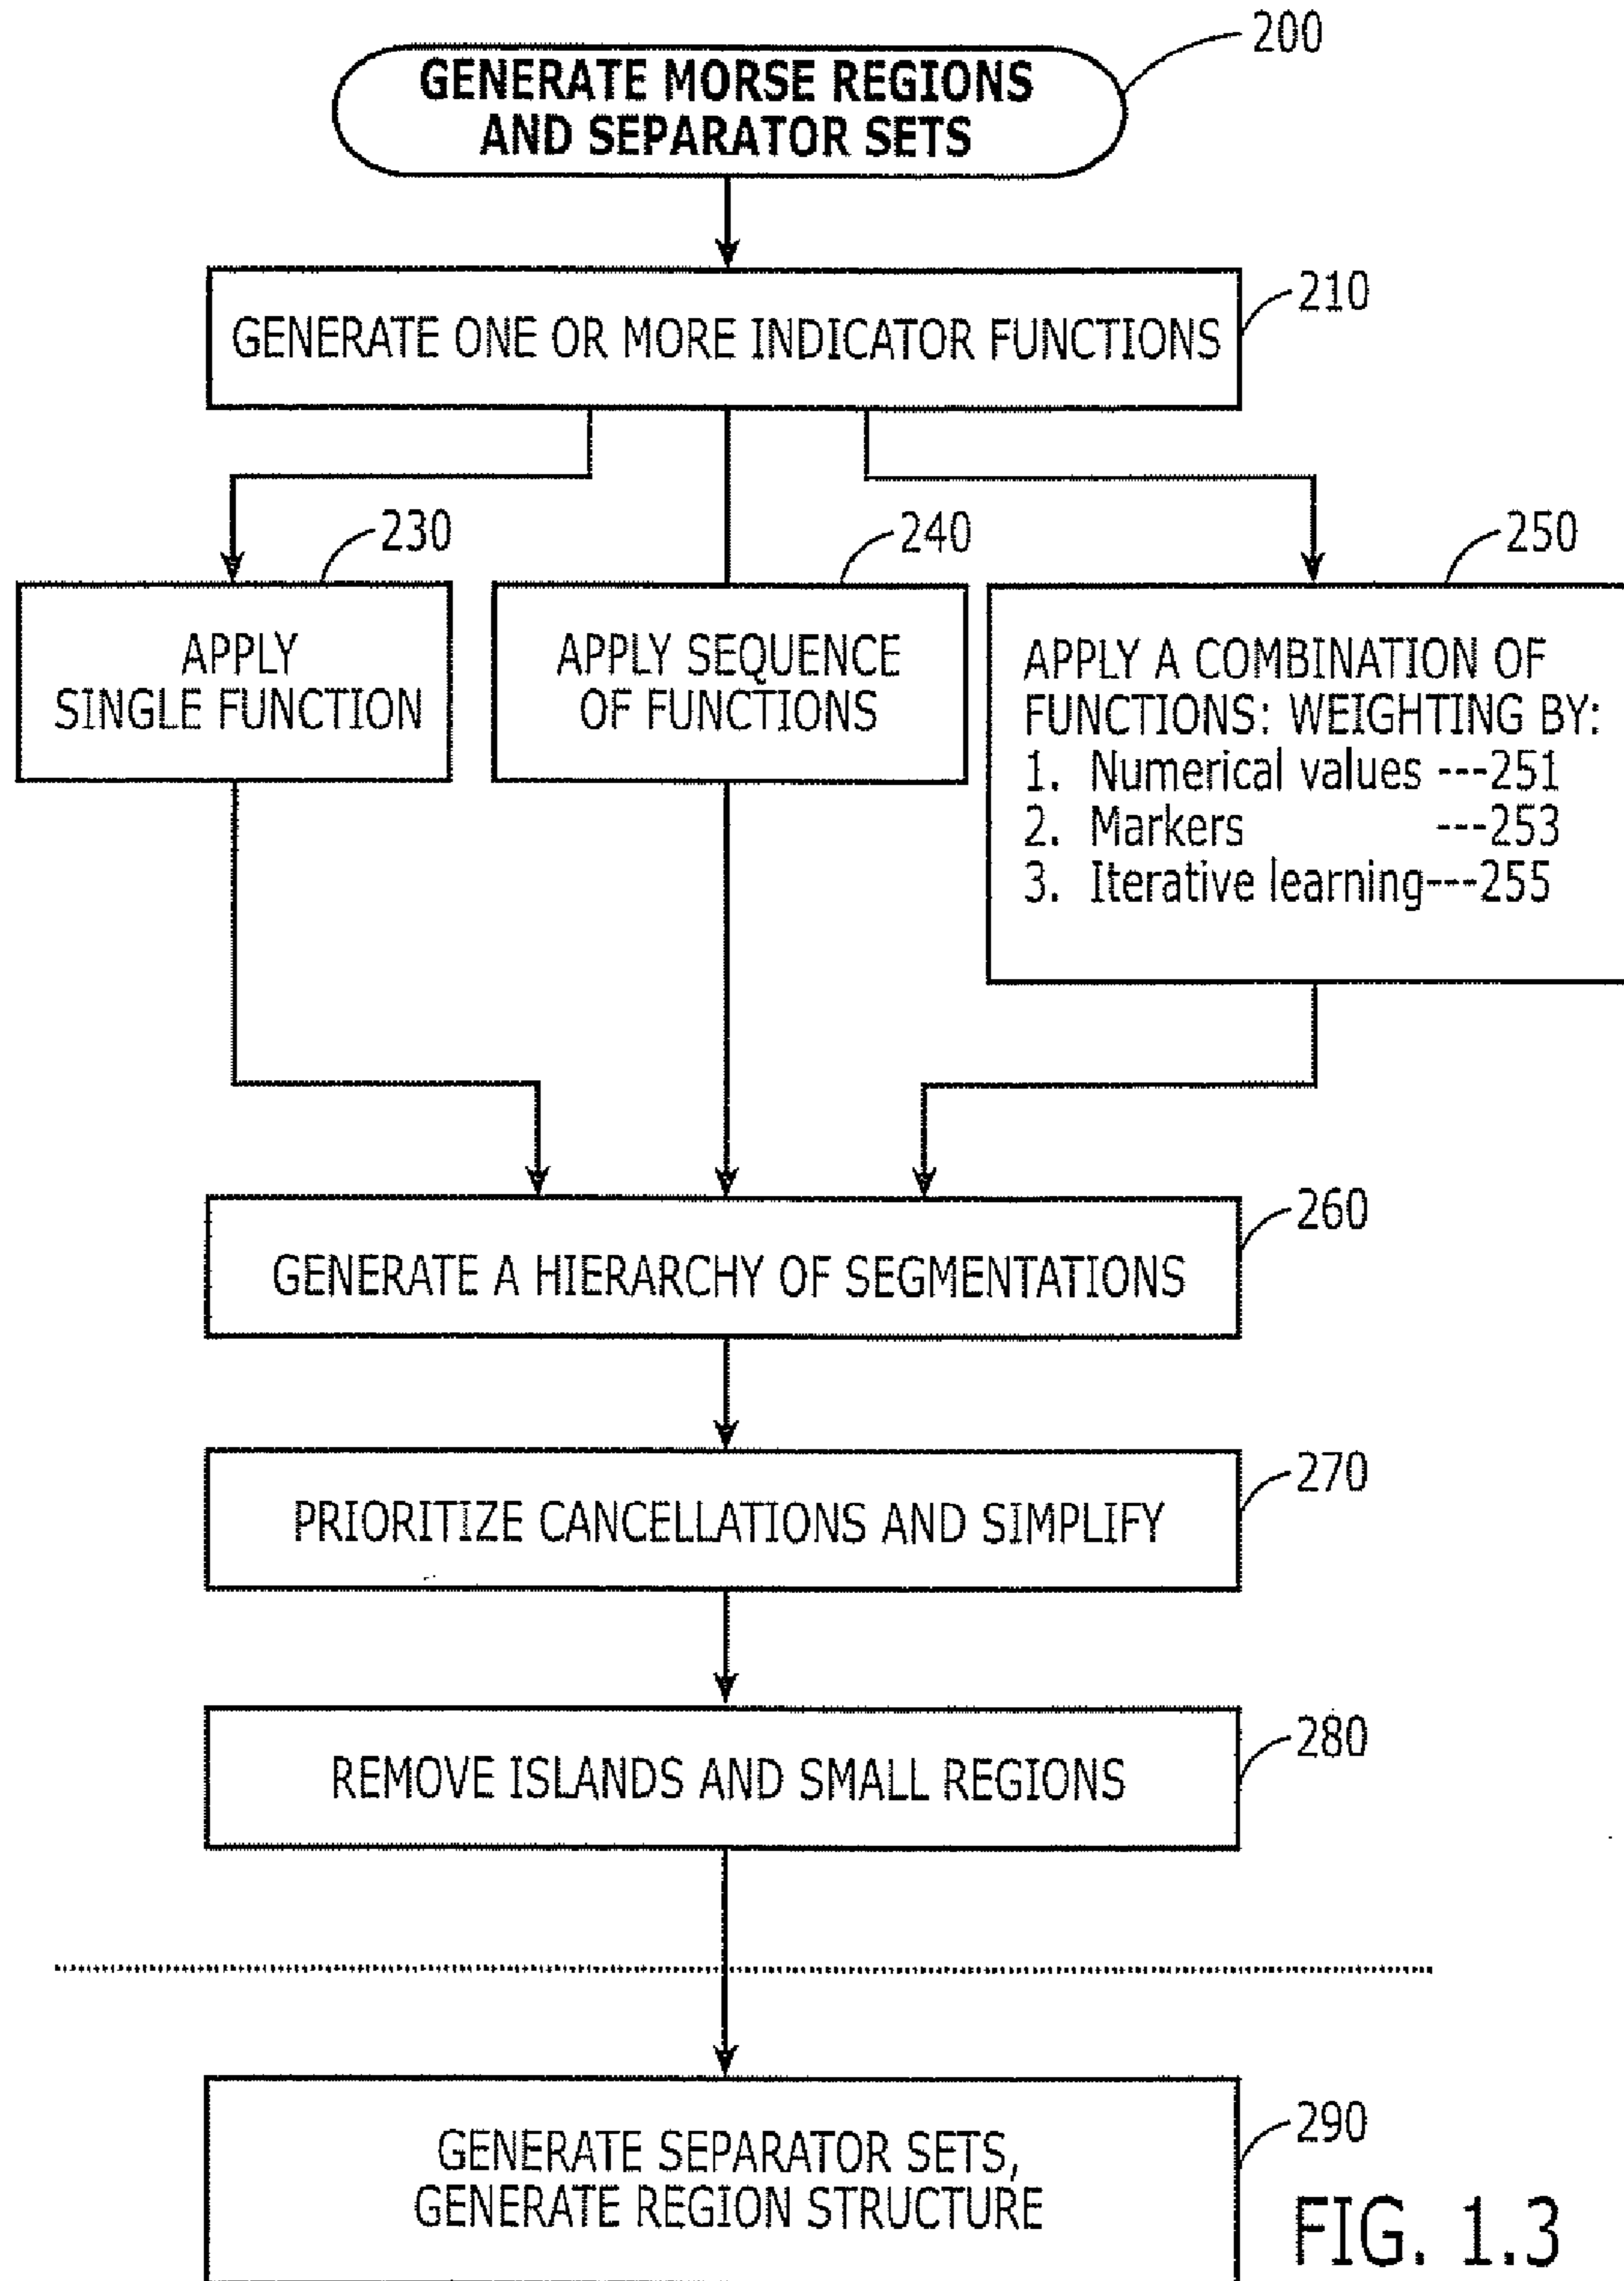 200
GENERATE MORSE REGIONS
AND SEPARATOR SETS
210
GENERATE ONE OR MORE INDICATOR FUNCTIONS
230
APPLY
SINGLE FUNCTION
240
APPLY SEQUENCE
OF FUNCTIONS
250
APPLY A COMBINATION OF
FUNCTIONS: WEIGHTING BY:
1. Numerical values ---251
2. Markers ---253
3. Iterative learning---255
260
GENERATE A HIERARCHY OF SEGMENTATIONS
270
PRIORITIZE CANCELLATIONS AND SIMPLIFY
280
REMOVE ISLANDS AND SMALL REGIONS
290
GENERATE SEPARATOR SETS,
GENERATE REGION STRUCTURE
FIG. 1.3